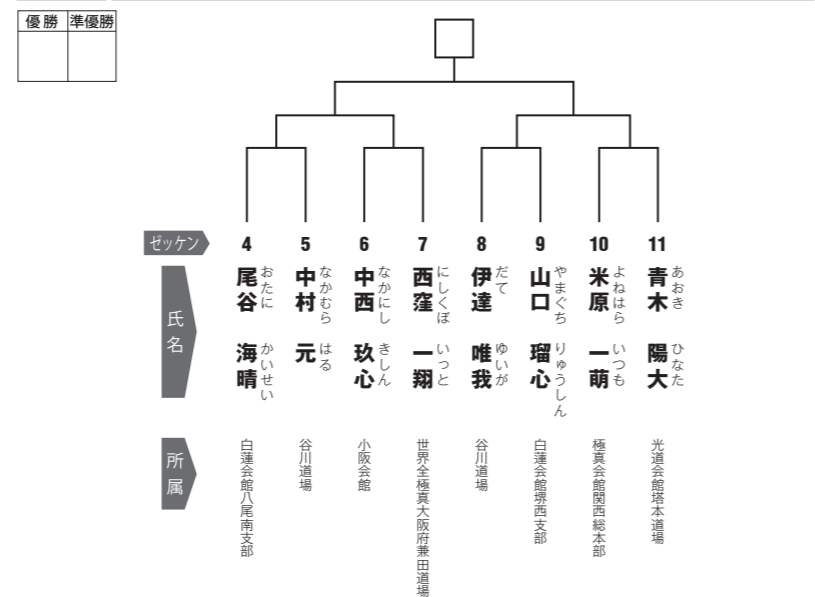 優勝 準優勝
ゼッケン 4 5 6 7 8 9 10 11
氏名
尾谷 海晴
おたに かいせい
中村 元
なかむら はる
中西 玖心
なかにし きしん
西窪 一翔
にしくぼ いっと
伊達 唯我
だて ゆいが
山口 瑠心
やまぐち りゅうしん
米原 一萌
よねはら いつも
青木 陽大
あおき ひなた
所属
白蓮会館八尾南支部
谷川道場
小阪会館
世界全極真大阪府兼田道場
谷川道場
白蓮会館堺西支部
極真会館関西総本部
光道会館塔本道場